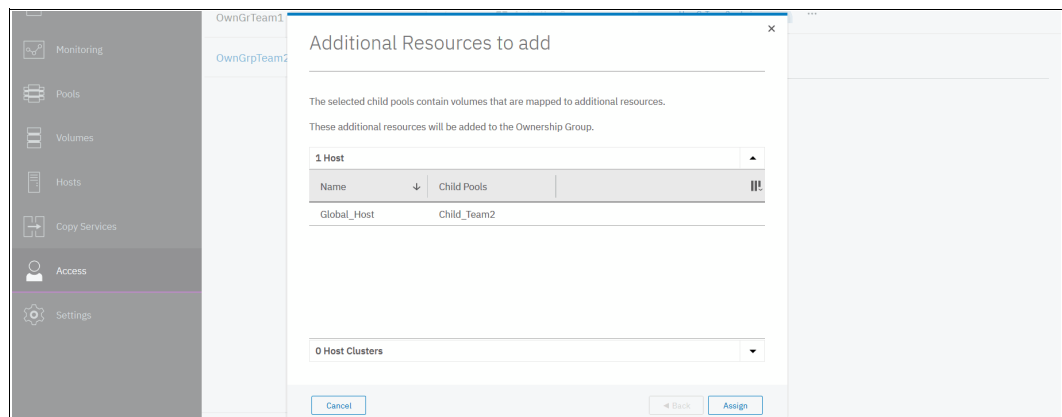 OwnGrTeam1
...
OwnGrpTeam2
Monitoring
Pools
Volumes
Hosts
Copy Services
Access
Settings
Additional Resources to add
The selected child pools contain volumes that are mapped to additional resources.
These additional resources will be added to the Ownership Group.
1 Host
Name
Child Pools
Global_Host
Child_Team2
0 Host Clusters
Cancel
Back
Assign